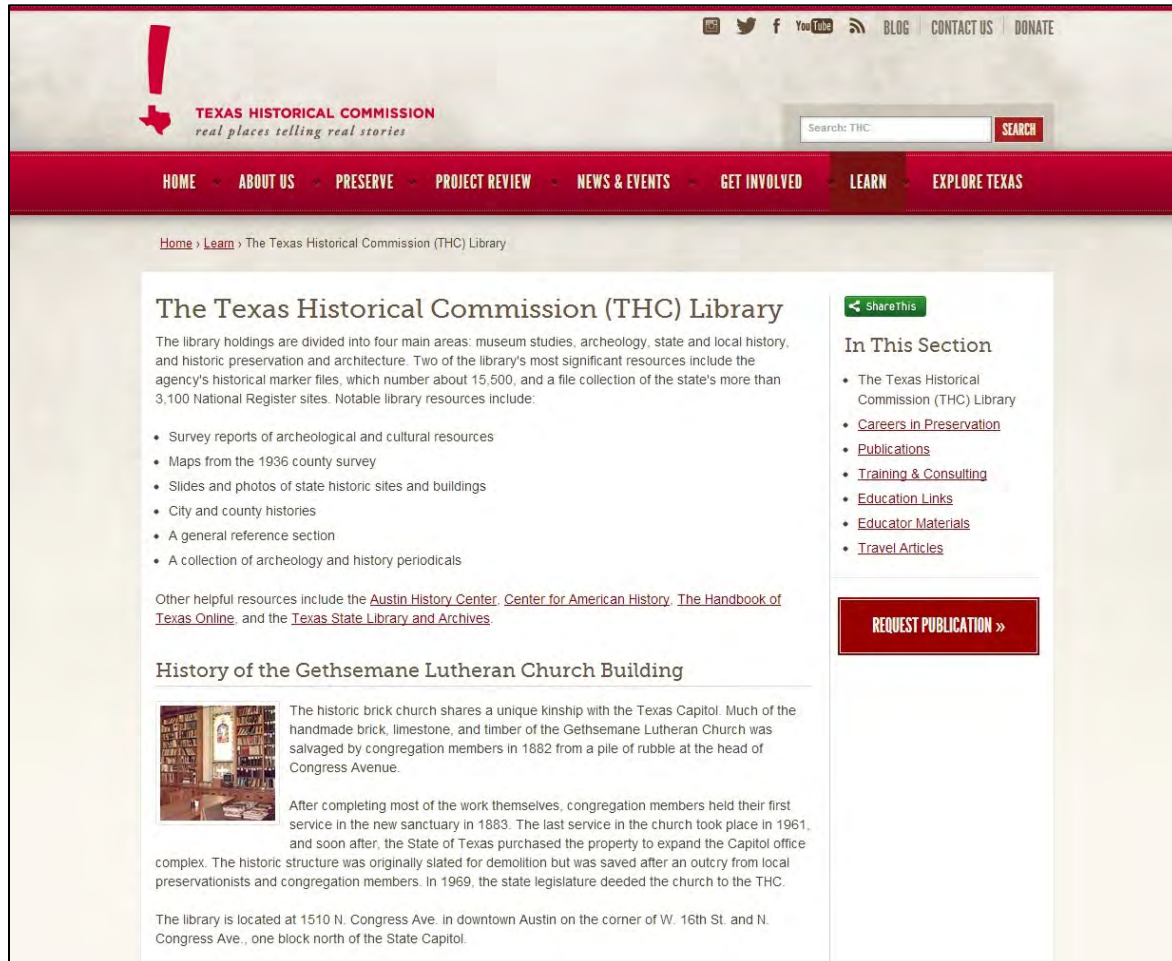 You Tube
BLOG
CONTACT US
DONATE
TEXAS HISTORICAL COMMISSION
real places telling real stories
Search: THC
SEARCH
HOME
ABOUT US
PRESERVE
PROJECT REVIEW
NEWS & EVENTS
GET INVOLVED
LEARN
EXPLORE TEXAS
Home › Learn › The Texas Historical Commission (THC) Library
The Texas Historical Commission (THC) Library
The library holdings are divided into four main areas: museum studies, archeology, state and local history,
and historic preservation and architecture. Two of the library's most significant resources include the
agency's historical marker files, which number about 15,500, and a file collection of the state's more than
3,100 National Register sites. Notable library resources include:
• Survey reports of archeological and cultural resources
• Maps from the 1936 county survey
• Slides and photos of state historic sites and buildings
• City and county histories
• A general reference section
• A collection of archeology and history periodicals
Other helpful resources include the Austin History Center, Center for American History, The Handbook of
Texas Online, and the Texas State Library and Archives.
History of the Gethsemane Lutheran Church Building
The historic brick church shares a unique kinship with the Texas Capitol. Much of the
handmade brick, limestone, and timber of the Gethsemane Lutheran Church was
salvaged by congregation members in 1882 from a pile of rubble at the head of
Congress Avenue.
After completing most of the work themselves, congregation members held their first
service in the new sanctuary in 1883. The last service in the church took place in 1961,
and soon after, the State of Texas purchased the property to expand the Capitol office
complex. The historic structure was originally slated for demolition but was saved after an outcry from local
preservationists and congregation members. In 1969, the state legislature deeded the church to the THC.
The library is located at 1510 N. Congress Ave. in downtown Austin on the corner of W. 16th St. and N.
Congress Ave., one block north of the State Capitol.
ShareThis
In This Section
• The Texas Historical
Commission (THC) Library
• Careers in Preservation
• Publications
• Training & Consulting
• Education Links
• Educator Materials
• Travel Articles
REQUEST PUBLICATION »